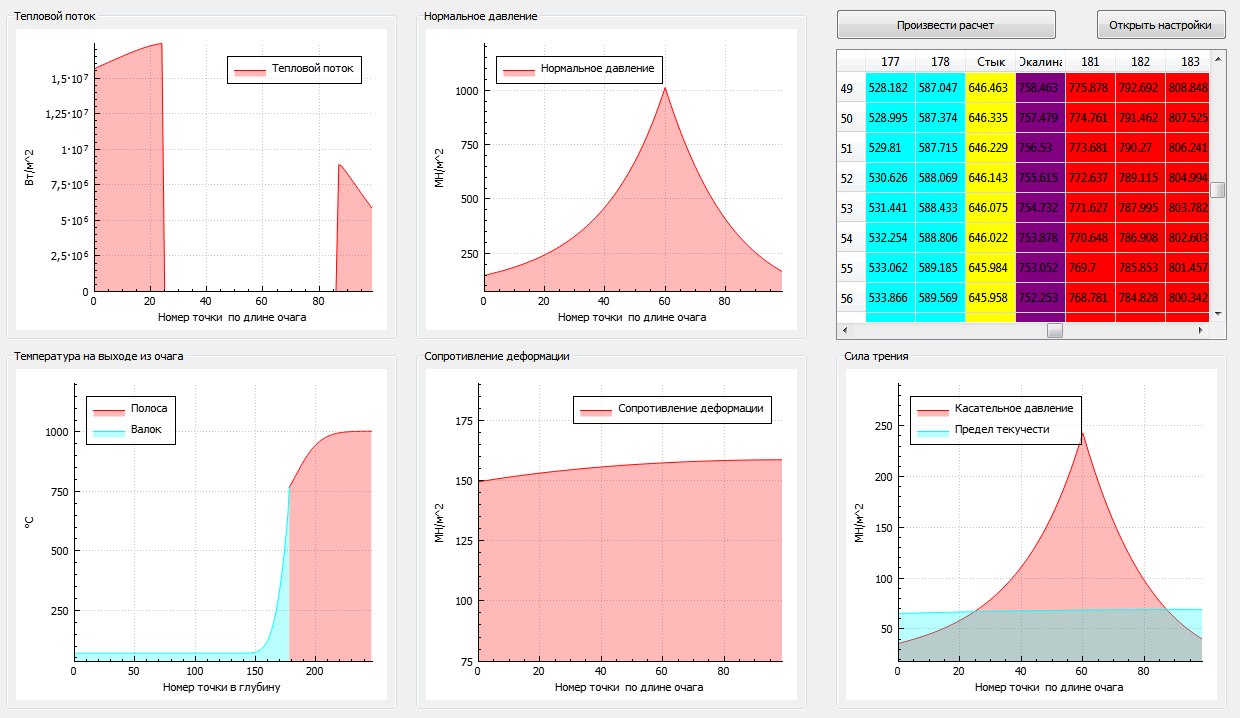 Тепловой поток
Тепловой поток
1,5·10⁷
1,25·10⁷
1·10⁷
7,5·10⁶
5·10⁶
2,5·10⁶
0
Вт/м^2
0 20 40 60 80
Номер точки по длине очага
Нормальное давление
Нормальное давление
1000
750
500
250
МН/м^2
0 20 40 60 80
Номер точки по длине очага
Произвести расчет Открыть настройки
177 178 Стык Окалина 181 182 183
49 528.182 587.047 646.463 758.463 775.878 792.692 808.848
50 528.995 587.374 646.335 757.479 774.761 791.462 807.525
51 529.81 587.715 646.229 756.53 773.681 790.27 806.241
52 530.626 588.069 646.143 755.615 772.637 789.115 804.994
53 531.441 588.433 646.075 754.732 771.627 787.995 803.782
54 532.254 588.806 646.022 753.878 770.648 786.908 802.603
55 533.062 589.185 645.984 753.052 769.7 785.853 801.457
56 533.866 589.569 645.958 752.253 768.781 784.828 800.342
Температура на выходе из очага
Полоса
Валок
1000
750
500
250
°C
0 50 100 150 200
Номер точки в глубину
Сопротивление деформации
Сопротивление деформации
175
150
125
100
75
МН/м^2
0 20 40 60 80
Номер точки по длине очага
Сила трения
Касательное давление
Предел текучести
250
200
150
100
50
МН/м^2
0 20 40 60 80
Номер точки по длине очага